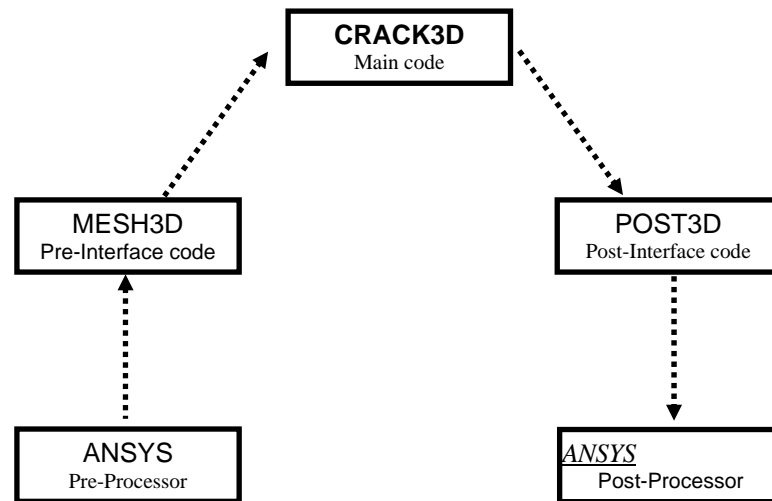 CRACK3D
Main code
MESH3D
Pre-Interface code
POST3D
Post-Interface code
ANSYS
Pre-Processor
ANSYS
Post-Processor